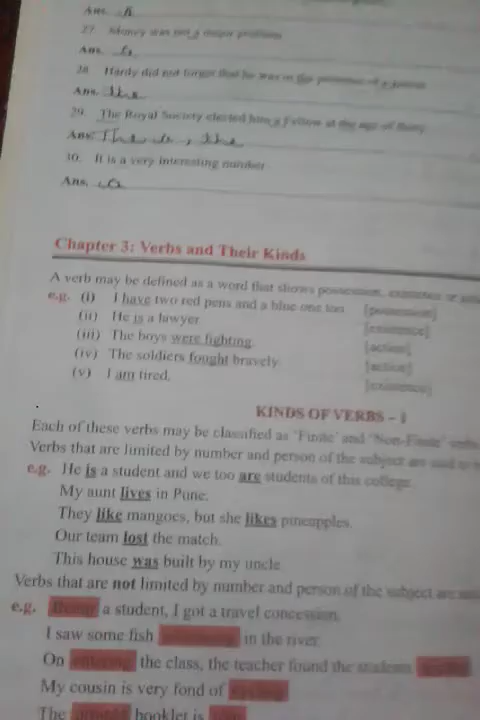 Ans.
27. Money was not a major problem
Ans. a
28. Hardy did not forget that he was in the presence of a
Ans. the
29. The Royal Society elected him a Fellow at the age of thirty
Ans. The a, the
30. It is a very interesting number
Ans. a
Chapter 3: Verbs and Their Kinds
A verb may be defined as a word that shows possession, existence or
e.g. (i) I have two red pens and a blue one too. [possession]
(ii) He is a lawyer [existence]
(iii) The boys were fighting. [action]
(iv) The soldiers fought bravely [action]
(v) I am tired. [existence]
KINDS OF VERBS – I
Each of these verbs may be classified as 'Finite' and 'Non-Finite' verbs
Verbs that are limited by number and person of the subject are said to
e.g. He is a student and we too are students of this college.
My aunt lives in Pune.
They like mangoes, but she likes pineapples.
Our team lost the match.
This house was built by my uncle
Verbs that are not limited by number and person of the subject are
e.g. Being a student, I got a travel concession.
I saw some fish in the river.
On entering the class, the teacher found the students
My cousin is very fond of
The booklet is